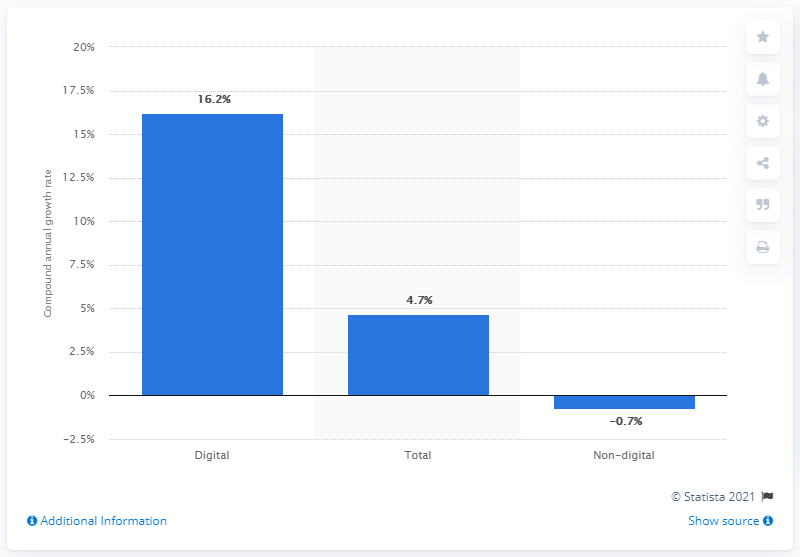 20%
17.5%
15%
12.5%
10%
7.5%
5%
2.5%
0%
−2.5%
Compound annual growth rate
16.2%
4.7%
−0.7%
Digital
Total
Non-digital
© Statista 2021
Additional Information
Show source